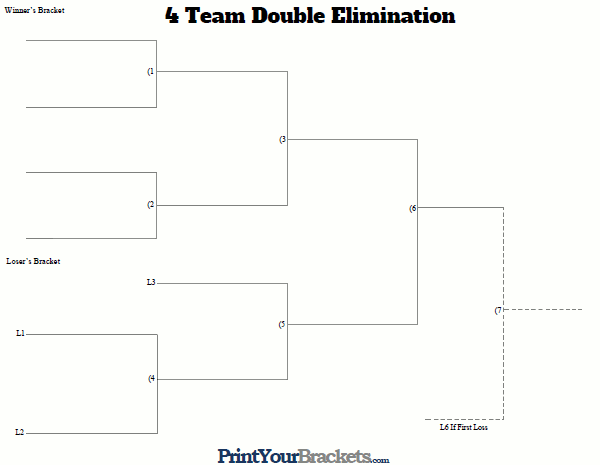 4 Team Double Elimination
Winner's Bracket
(1
(3
(2
(6
Loser's Bracket
L3
(7
(5
L1
(4
L6 If First Loss
L2
PrintYourBrackets.com